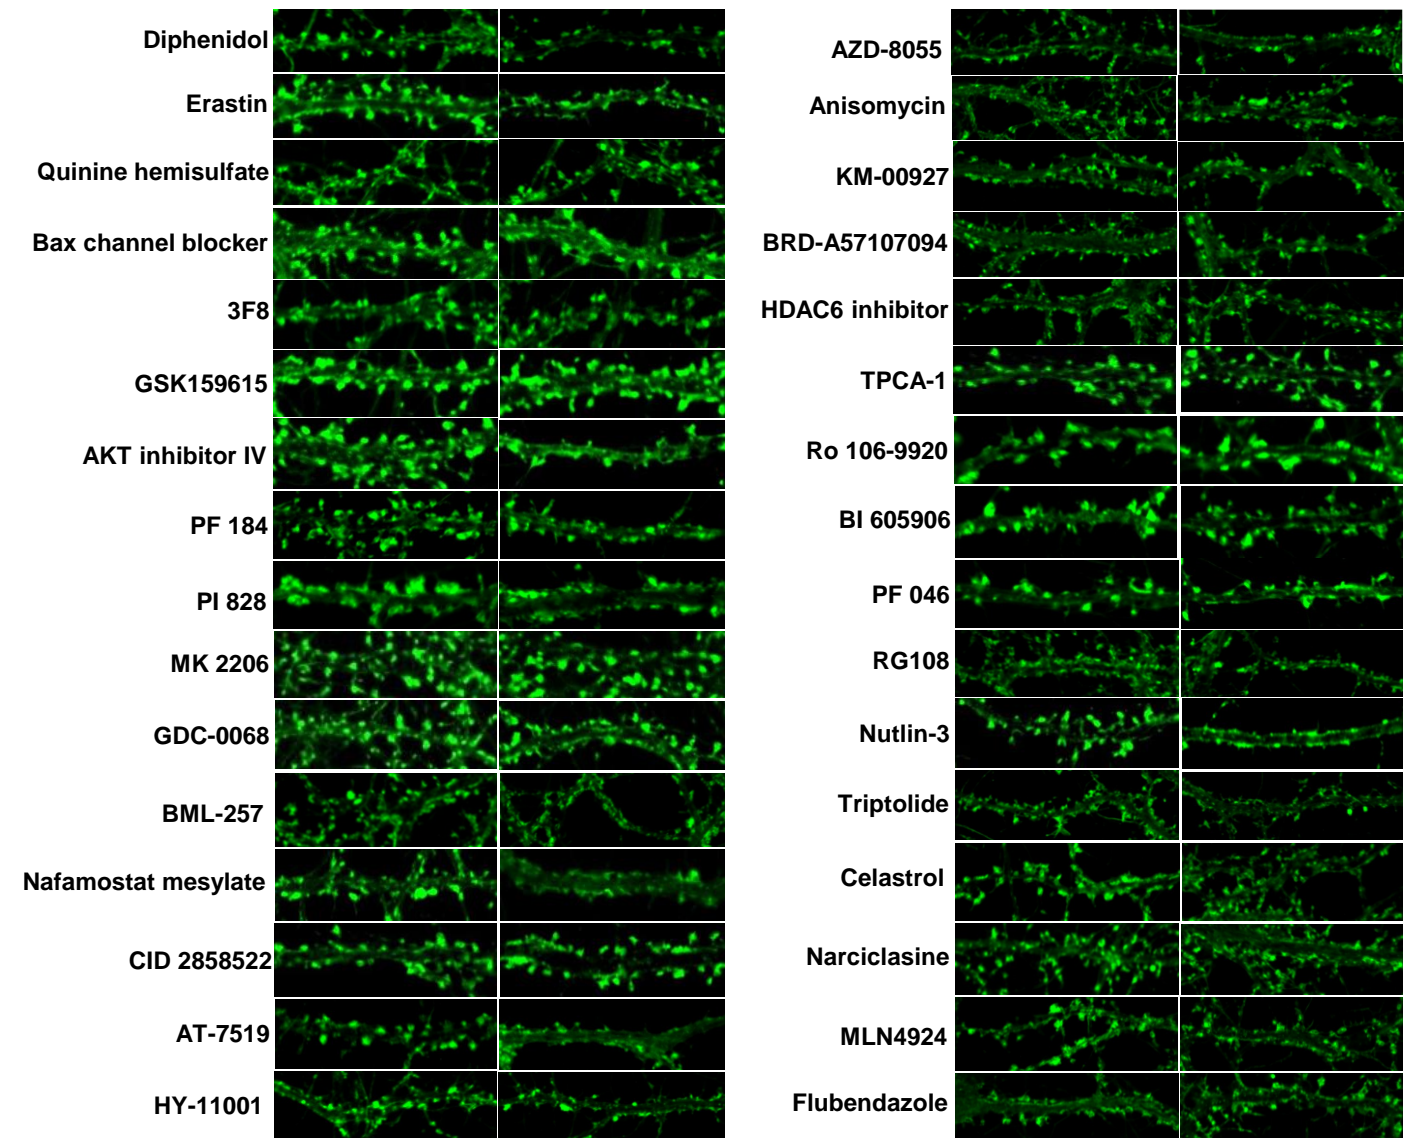 Diphenidol
Erastin
Quinine hemisulfate
Bax channel blocker
3F8
GSK159615
AKT inhibitor IV
PF 184
PI 828
MK 2206
GDC-0068
BML-257
Nafamostat mesylate
CID 2858522
AT-7519
HY-11001
AZD-8055
Anisomycin
KM-00927
BRD-A57107094
HDAC6 inhibitor
TPCA-1
Ro 106-9920
BI 605906
PF 046
RG108
Nutlin-3
Triptolide
Celastrol
Narciclasine
MLN4924
Flubendazole